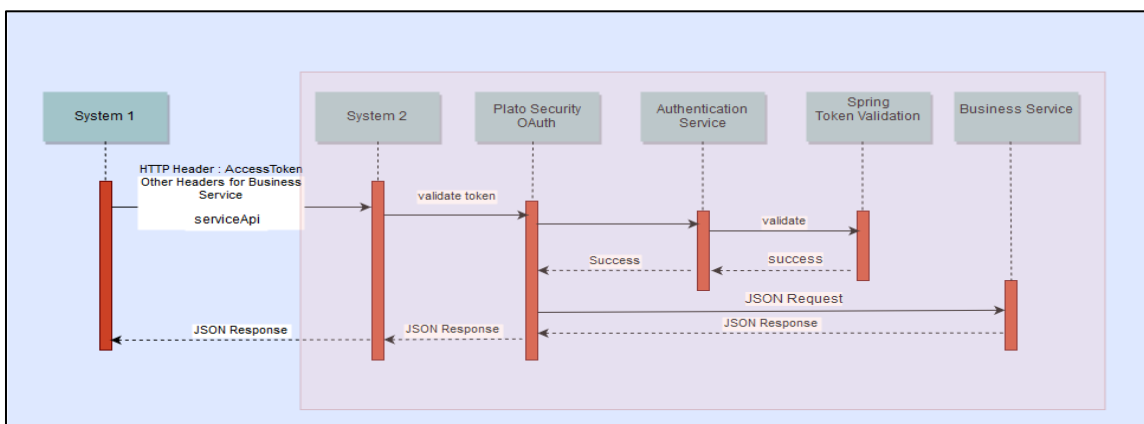 System 1
System 2
Plato Security
OAuth
Authentication
Service
Spring
Token Validation
Business Service
HTTP Header : AccessToken
Other Headers for Business
Service
serviceApi
validate token
validate
Success
success
JSON Request
JSON Response
JSON Response
JSON Response